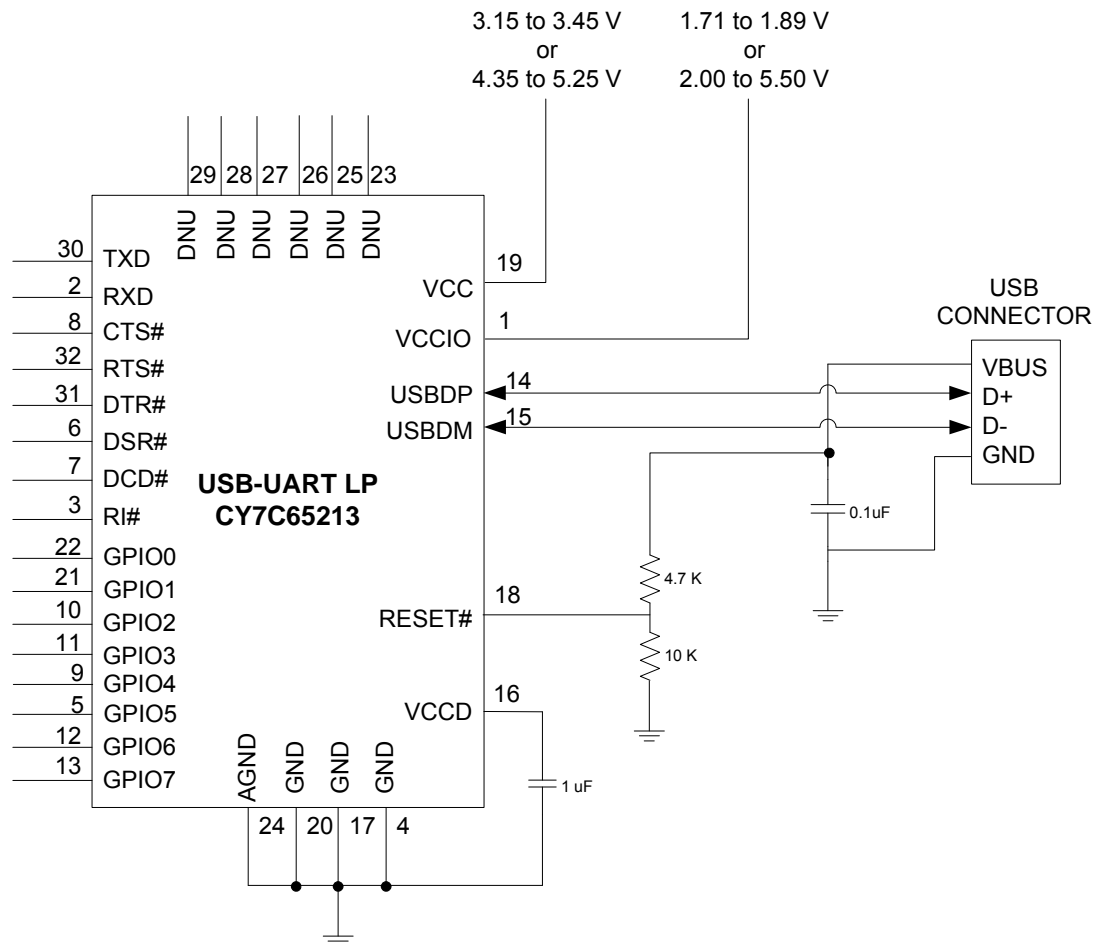 3.15 to 3.45 V
or
4.35 to 5.25 V
1.71 to 1.89 V
or
2.00 to 5.50 V
29 28 27 26 25 23
DNU DNU DNU DNU DNU DNU
30 TXD
2 RXD
8 CTS#
32 RTS#
31 DTR#
6 DSR#
7 DCD#
3 RI#
22 GPIO0
21 GPIO1
10 GPIO2
11 GPIO3
9 GPIO4
5 GPIO5
12 GPIO6
13 GPIO7
USB-UART LP
CY7C65213
VCC 19
VCCIO 1
USBDP 14
USBDM 15
RESET# 18
VCCD 16
AGND GND GND GND
24 20 17 4
1 uF
4.7 K
10 K
0.1uF
USB
CONNECTOR
VBUS
D+
D-
GND